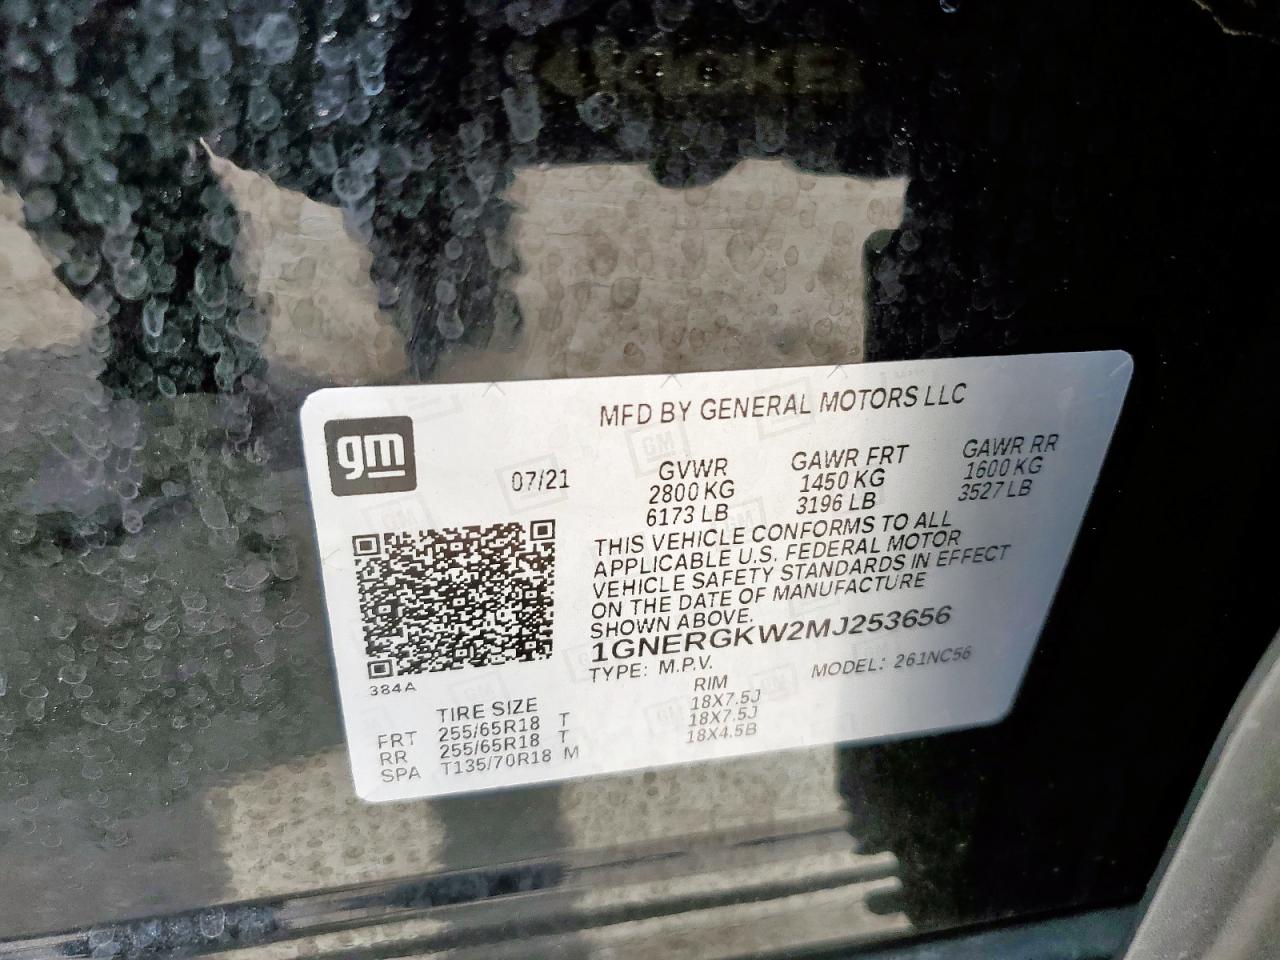 gm
MFD BY GENERAL MOTORS LLC
07/21
GVWR
2800 KG
6173 LB
GAWR FRT
1450 KG
3196 LB
GAWR RR
1600 KG
3527 LB
THIS VEHICLE CONFORMS TO ALL
APPLICABLE U.S. FEDERAL MOTOR
VEHICLE SAFETY STANDARDS IN EFFECT
ON THE DATE OF MANUFACTURE
SHOWN ABOVE.
1GNERGKW2MJ253656
TYPE: M.P.V. MODEL: 261NC56
384A
TIRE SIZE RIM
FRT 255/65R18 T 18X7.5J
RR 255/65R18 T 18X7.5J
SPA T135/70R18 M 18X4.5B